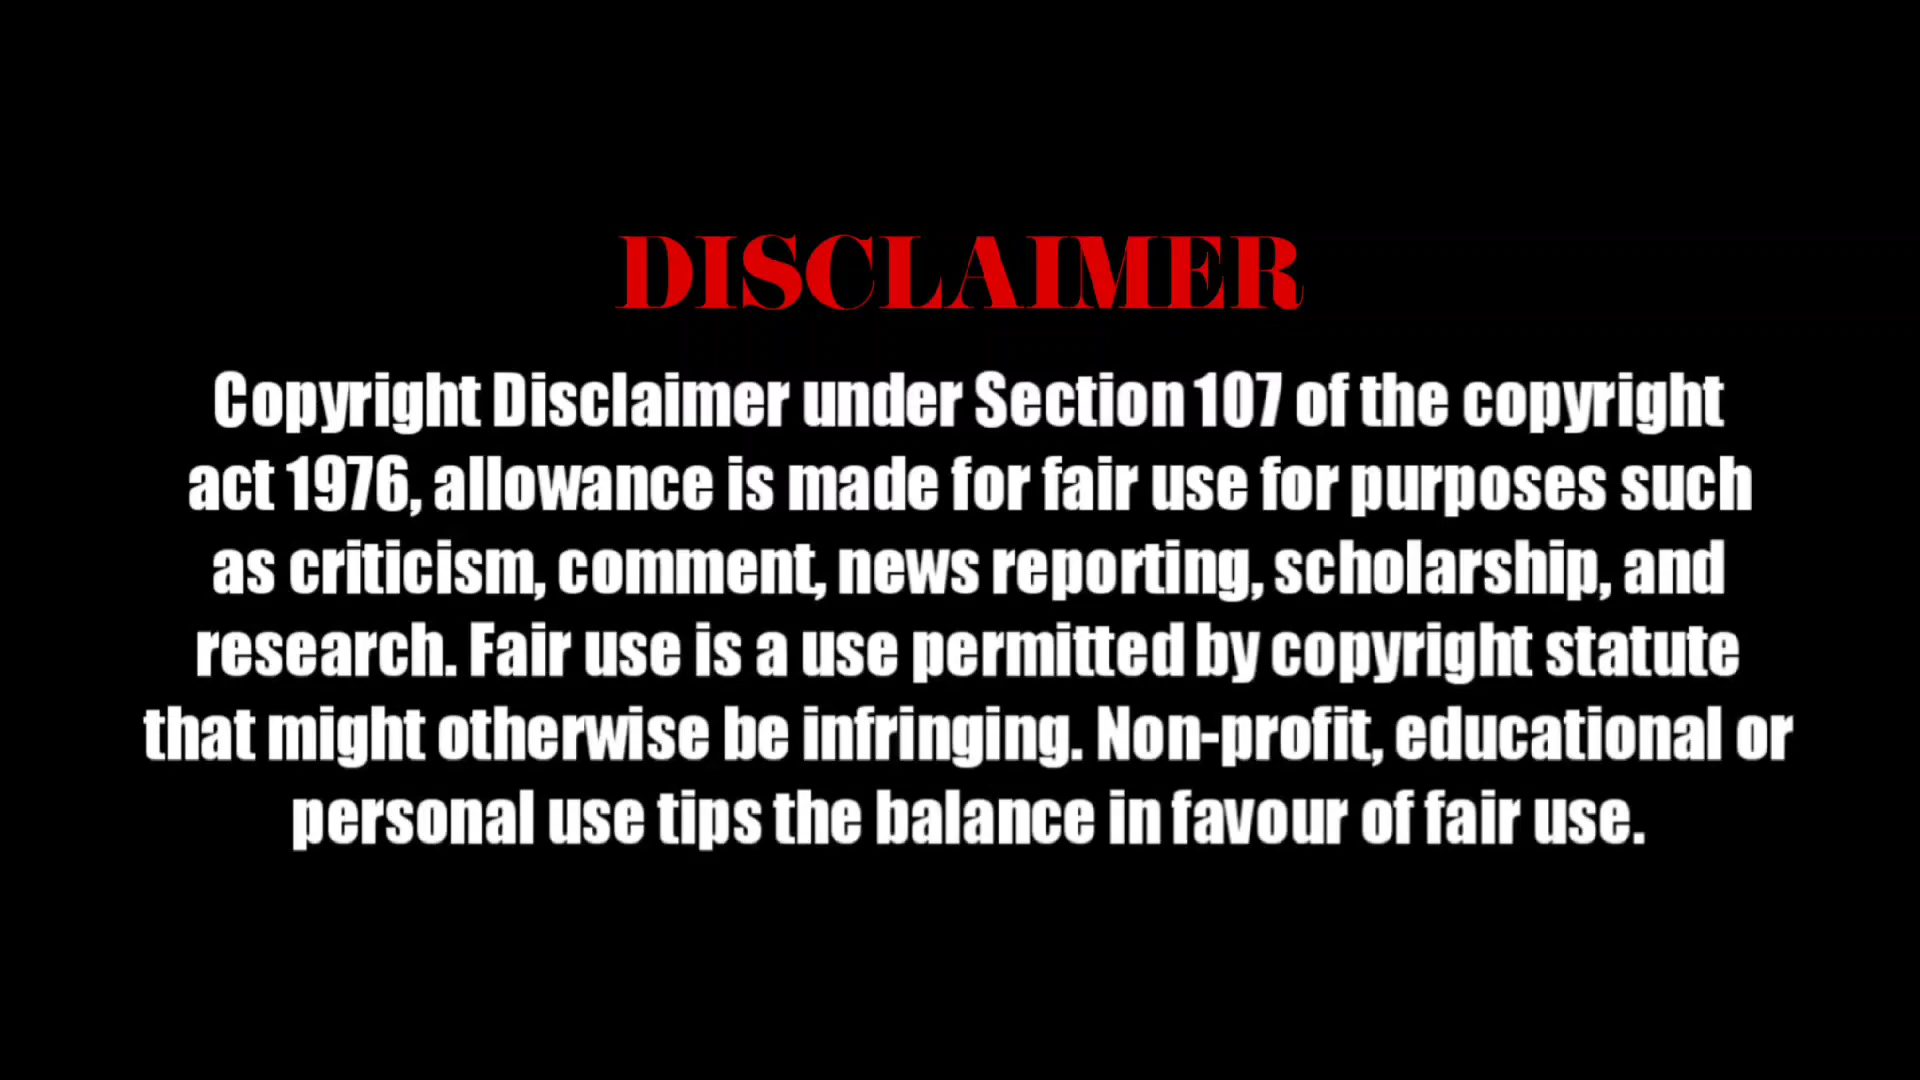 DISCLAIMER
Copyright Disclaimer under Section 107 of the copyright
act 1976, allowance is made for fair use for purposes such
as criticism, comment, news reporting, scholarship, and
research. Fair use is a use permitted by copyright statute
that might otherwise be infringing. Non-profit, educational or
personal use tips the balance in favour of fair use.